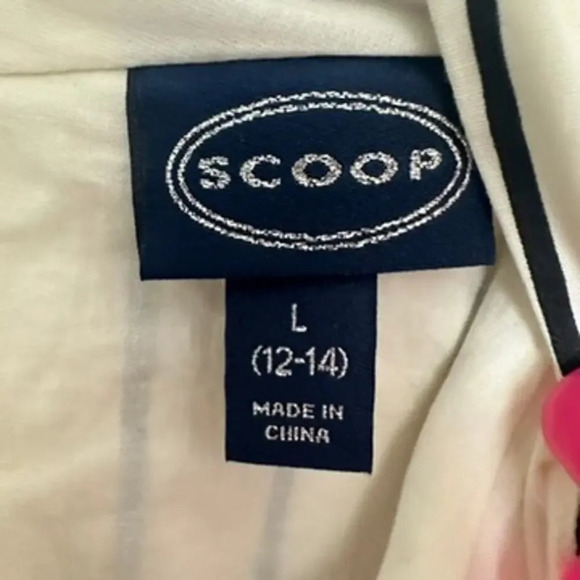 SCOOP
L
(12-14)
MADE IN
CHINA